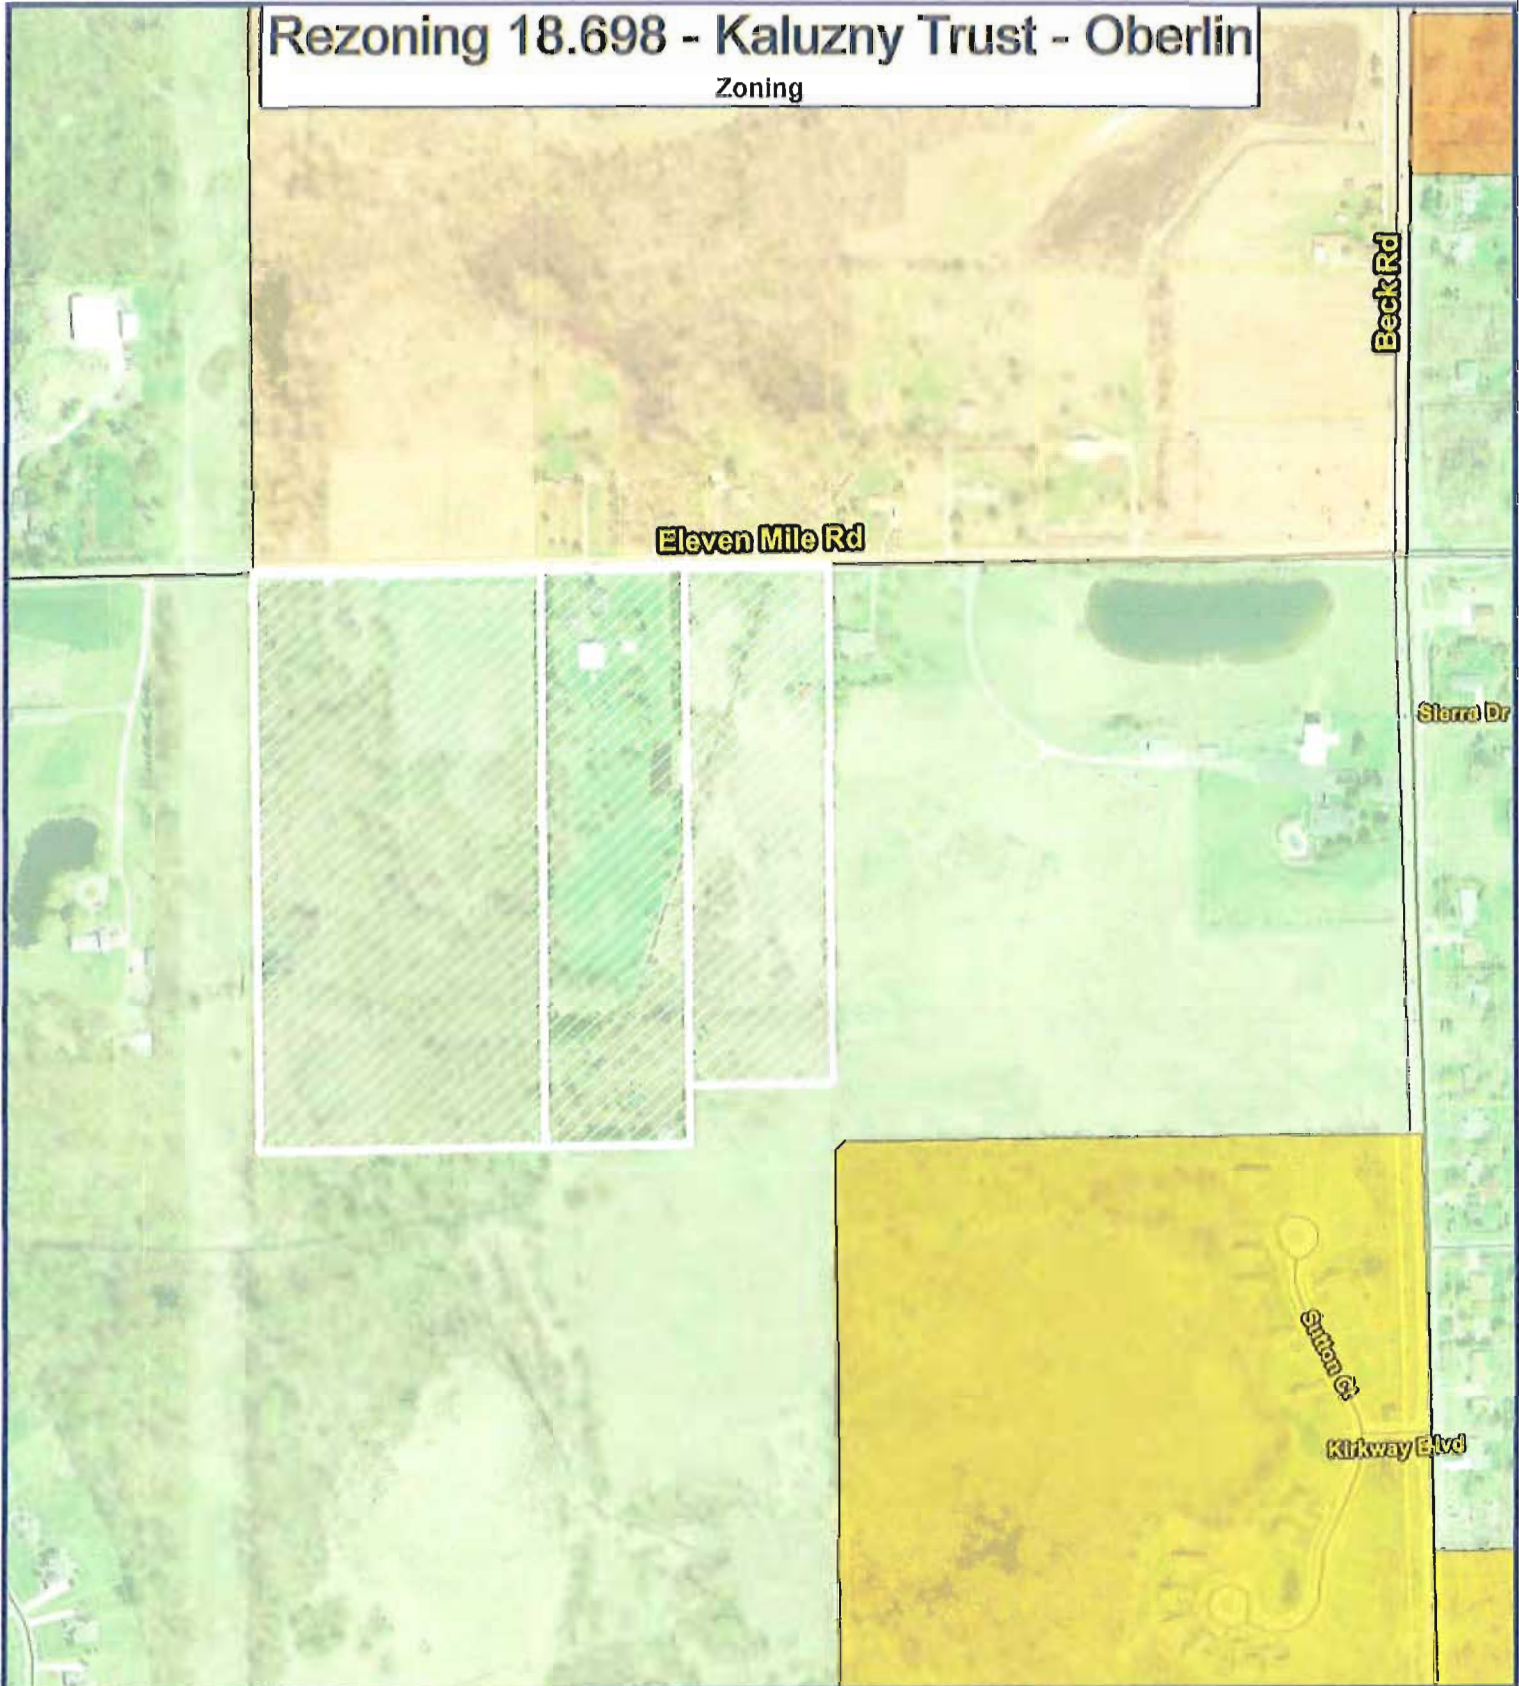 Rezoning 18.698 - Kaluzny Trust - Oberlin
Zoning
Beck Rd
Eleven Mile Rd
Sierra Dr
Sutton Ct
Kirkway Blvd